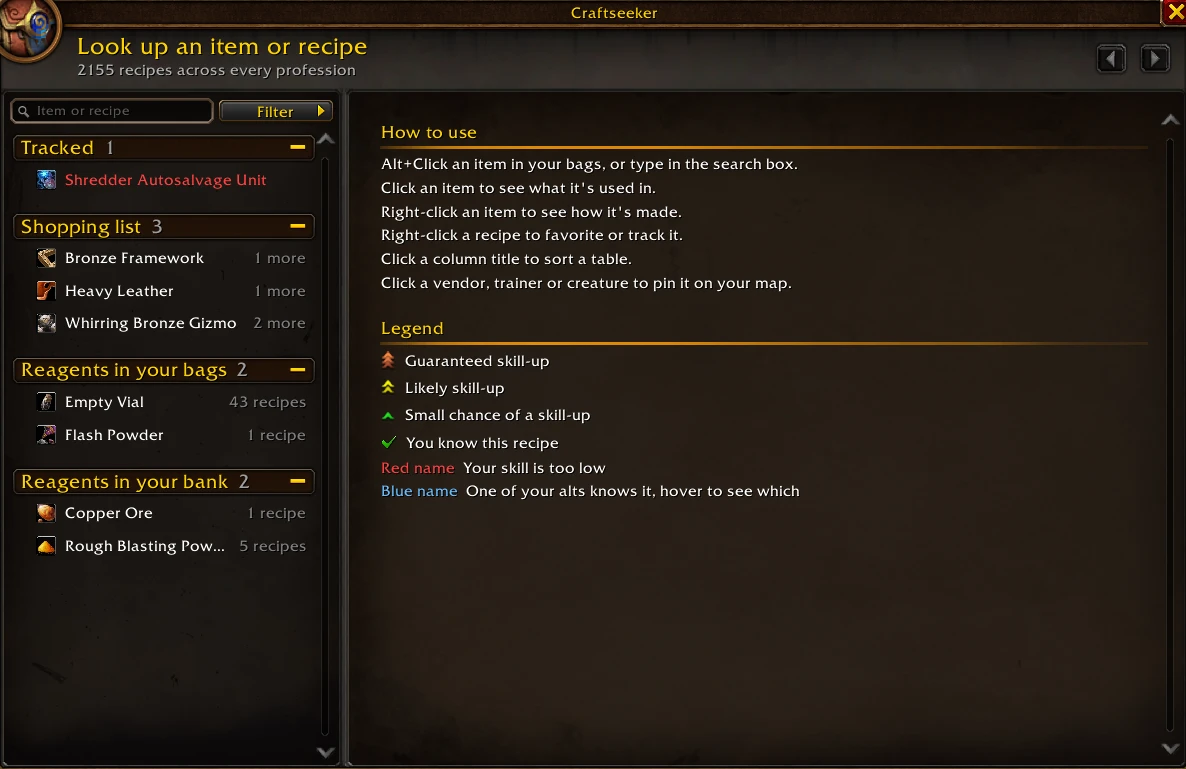 Craftseeker
Look up an item or recipe
2155 recipes across every profession
Item or recipe
Filter
Tracked 1
Shredder Autosalvage Unit
Shopping list 3
Bronze Framework 1 more
Heavy Leather 1 more
Whirring Bronze Gizmo 2 more
Reagents in your bags 2
Empty Vial 43 recipes
Flash Powder 1 recipe
Reagents in your bank 2
Copper Ore 1 recipe
Rough Blasting Pow... 5 recipes
How to use
Alt+Click an item in your bags, or type in the search box.
Click an item to see what it's used in.
Right-click an item to see how it's made.
Right-click a recipe to favorite or track it.
Click a column title to sort a table.
Click a vendor, trainer or creature to pin it on your map.
Legend
Guaranteed skill-up
Likely skill-up
Small chance of a skill-up
You know this recipe
Red name Your skill is too low
Blue name One of your alts knows it, hover to see which